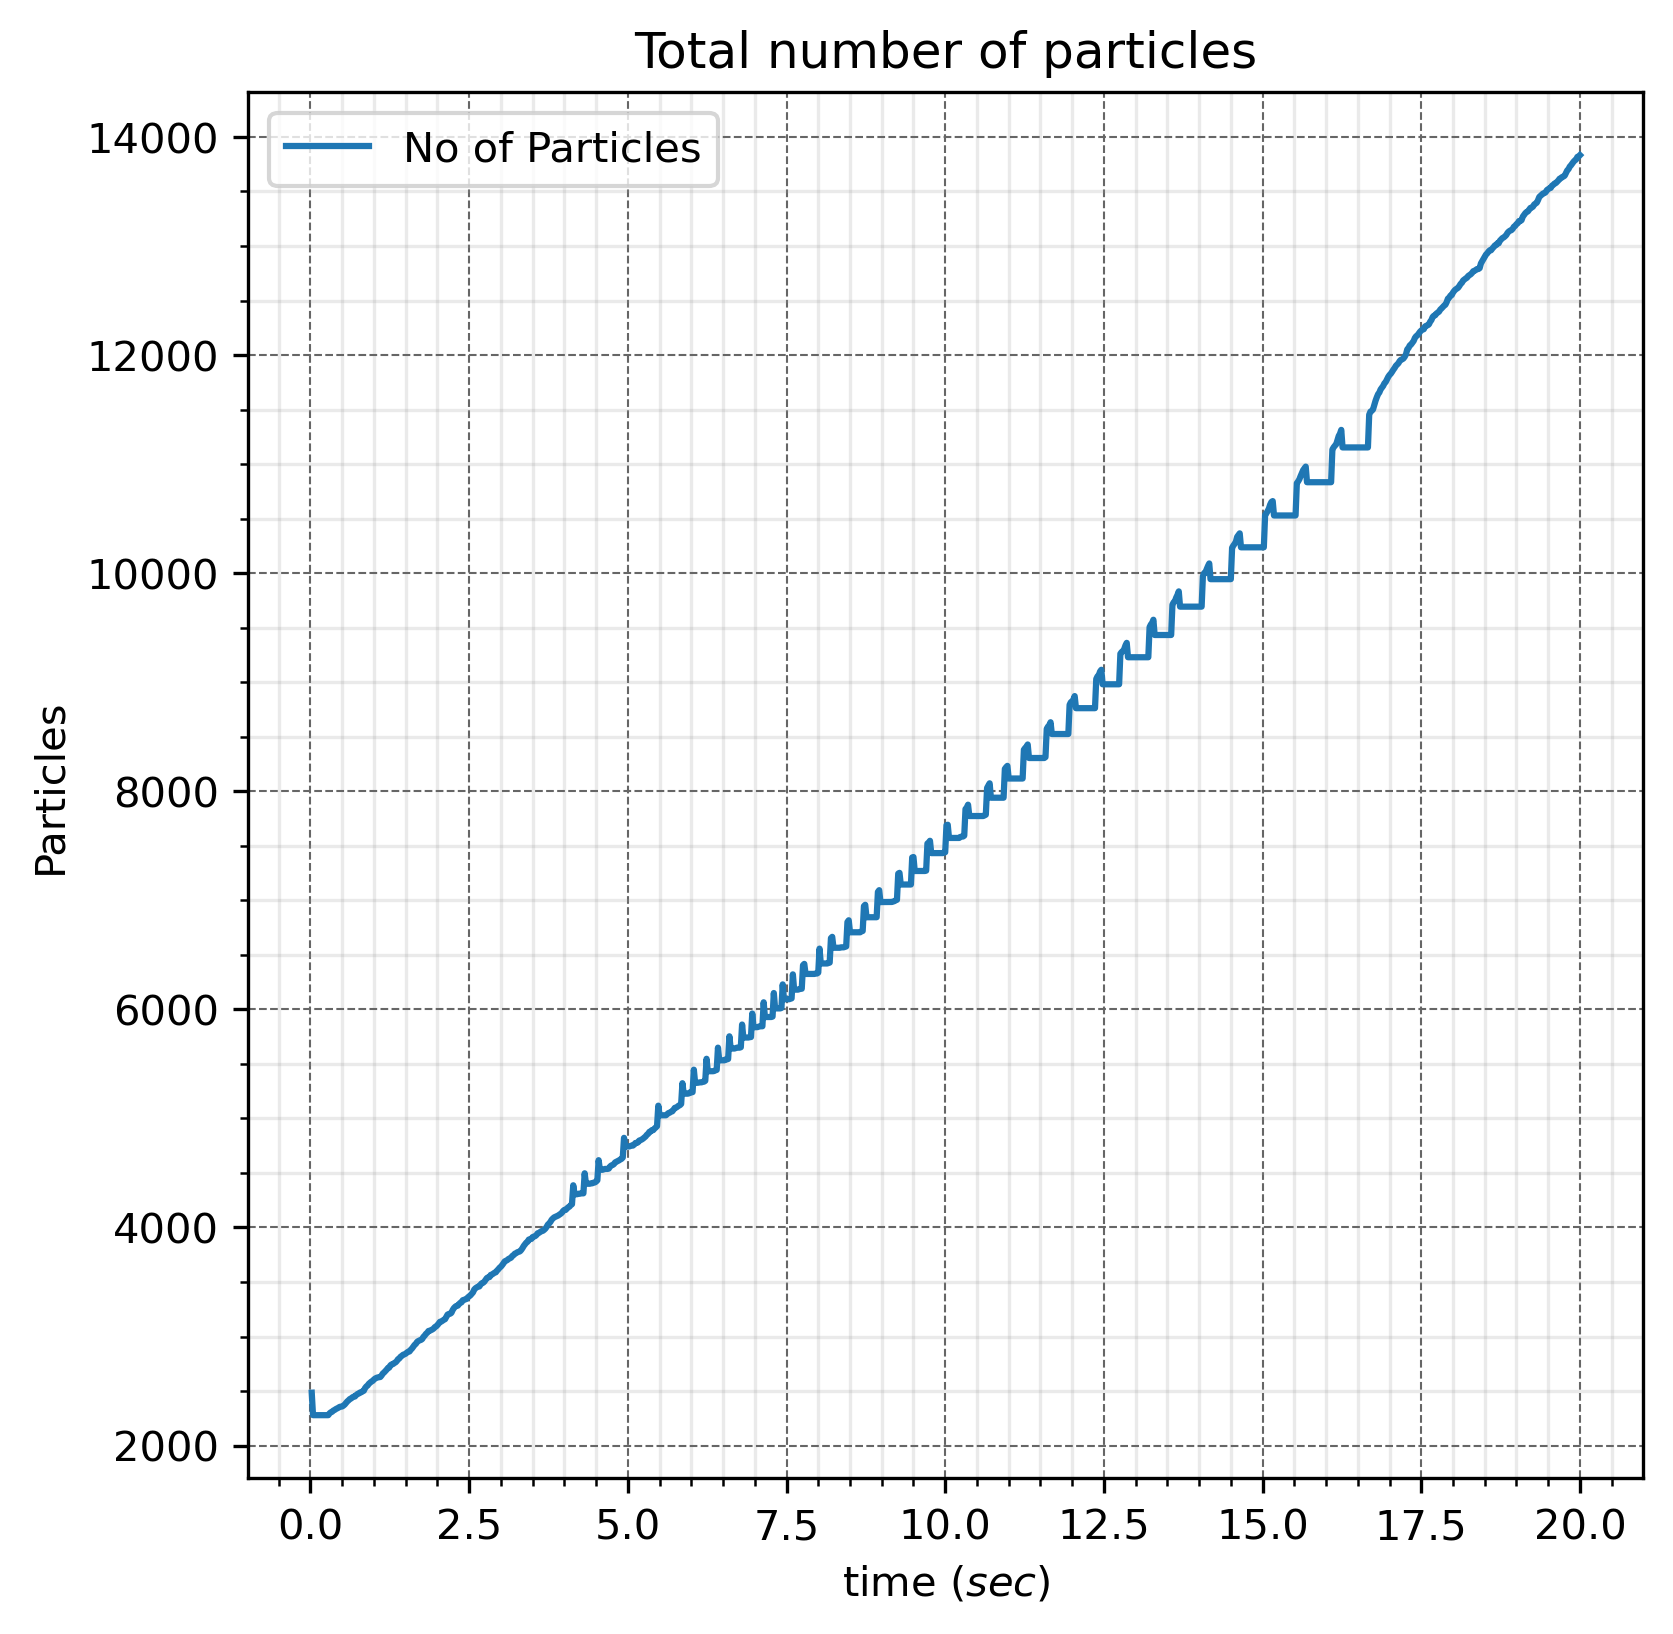 Total number of particles
No of Particles
14000
12000
10000
8000
6000
4000
2000
Particles
0.0 2.5 5.0 7.5 10.0 12.5 15.0 17.5 20.0
time (sec)